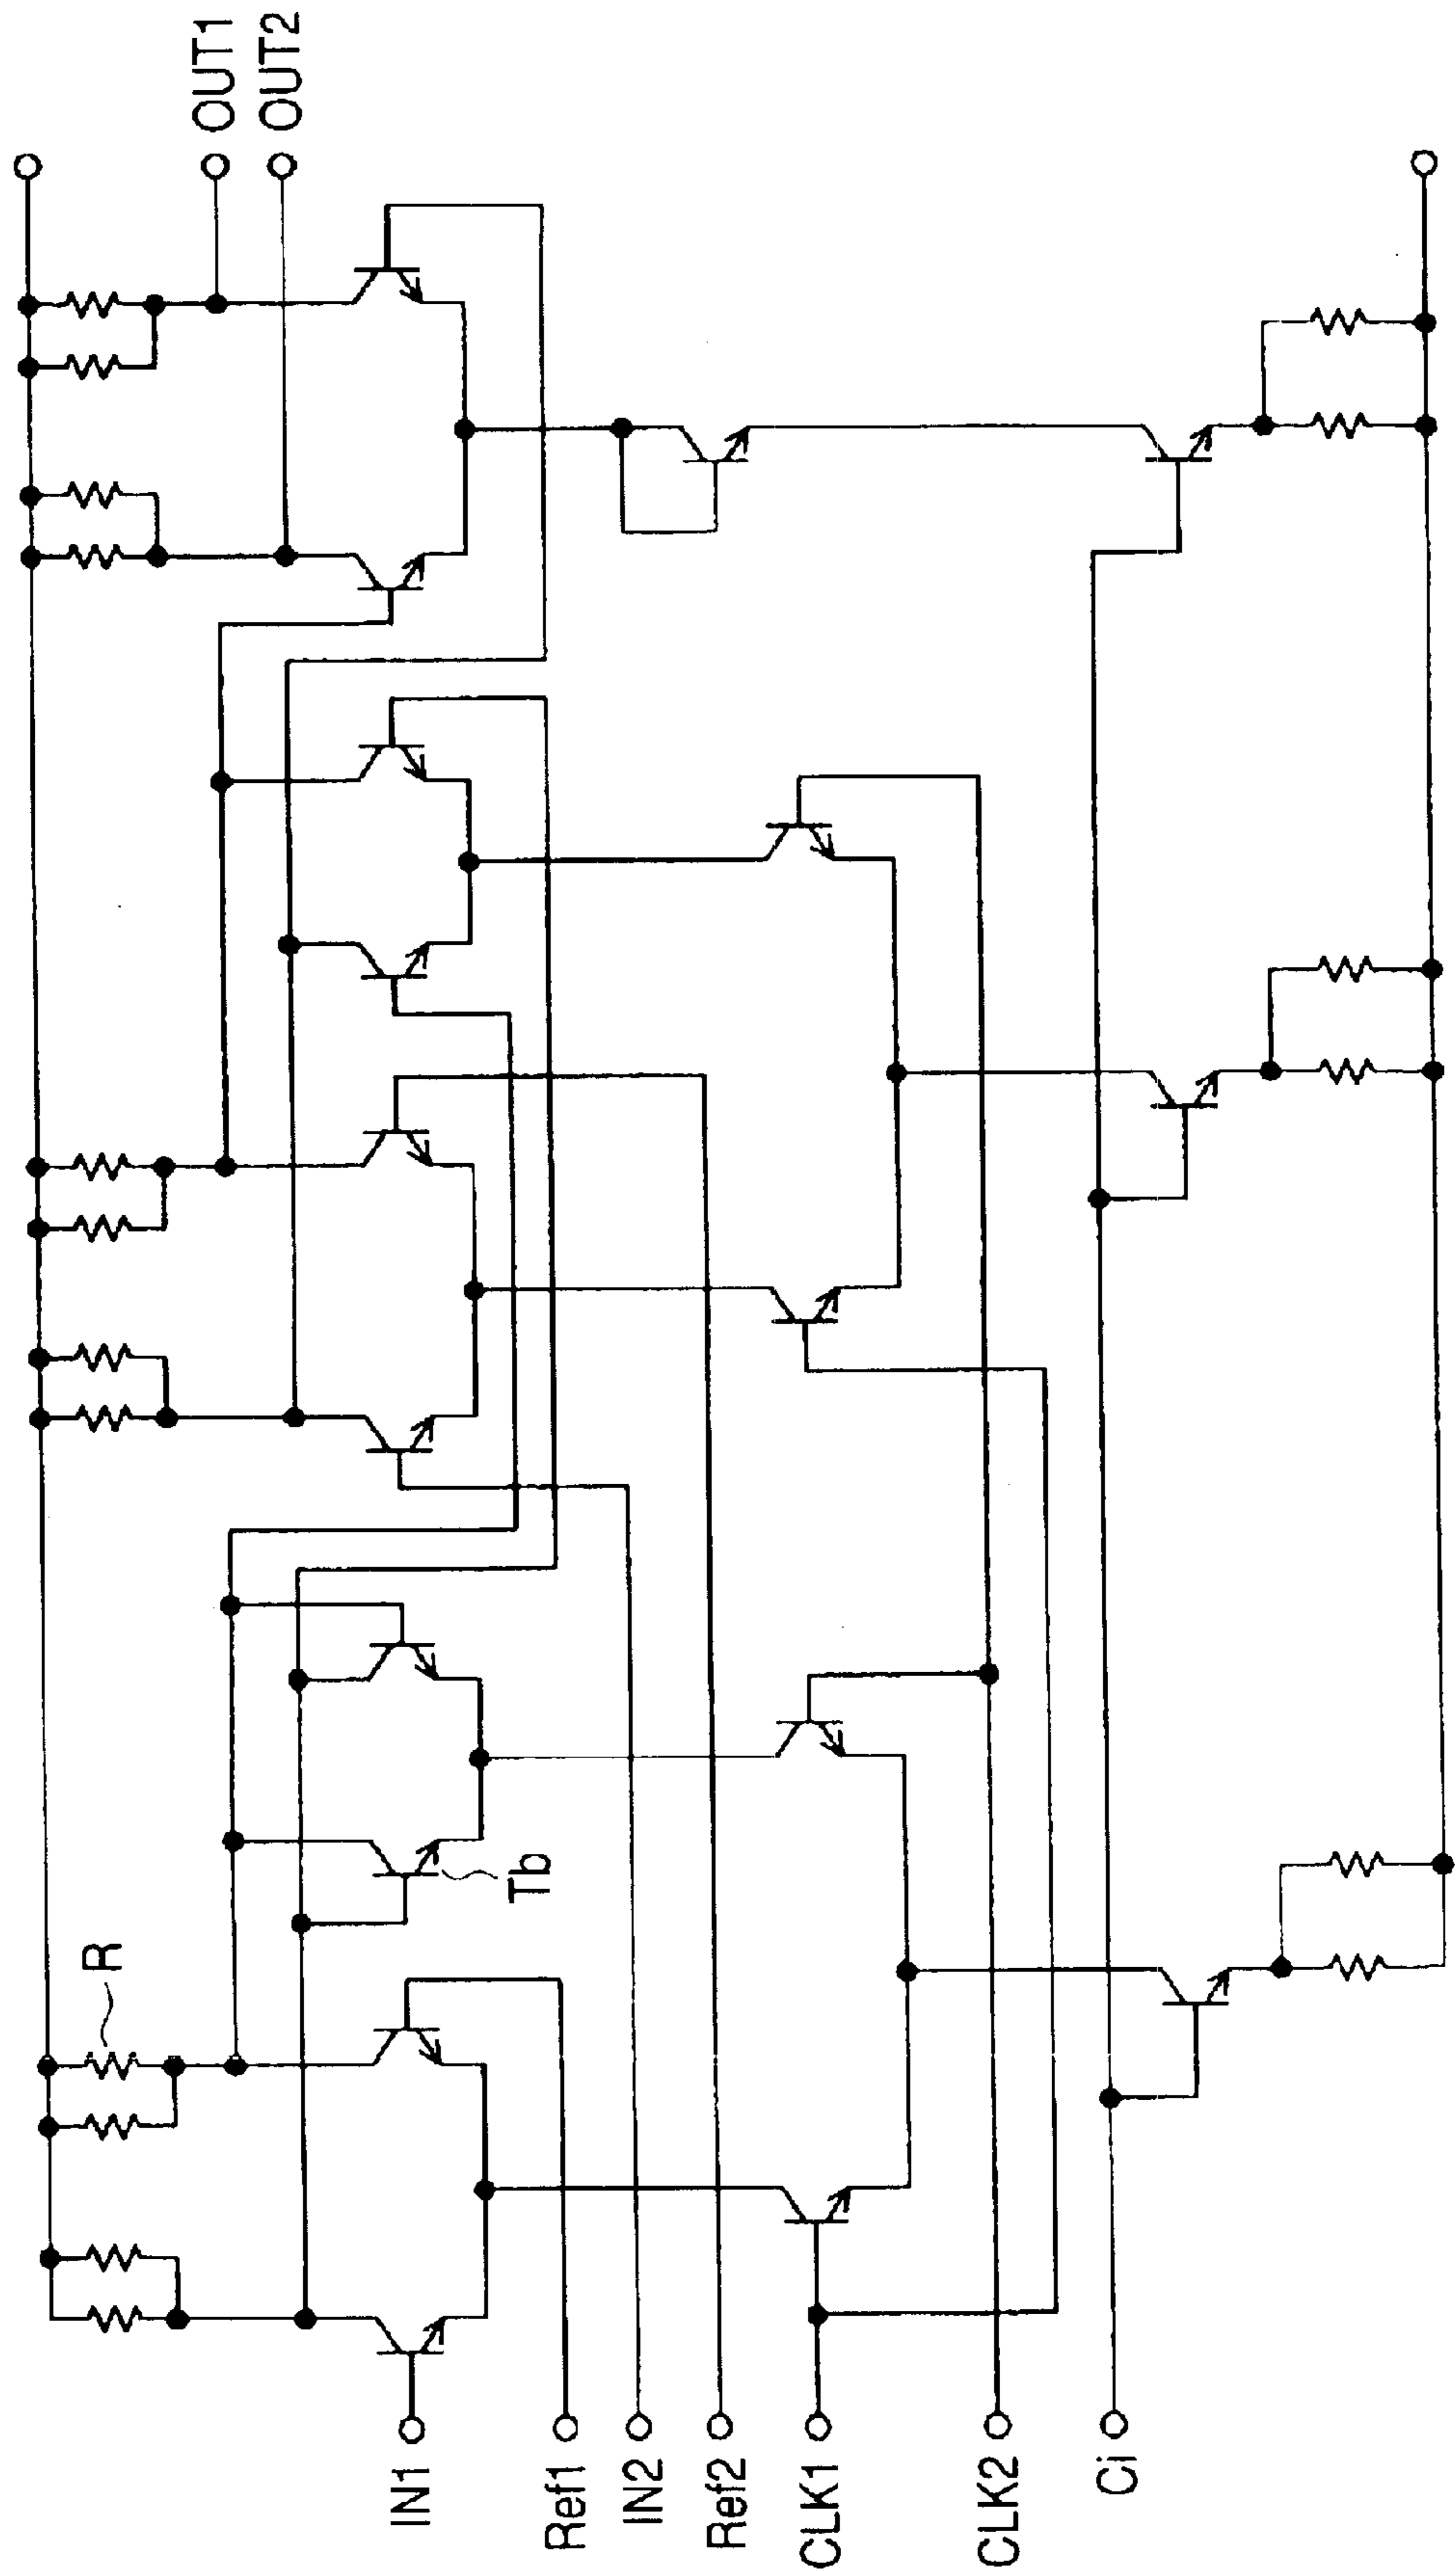 IN1
Ref1
IN2
Ref2
CLK1
CLK2
Ci
R
Tb
OUT1
OUT2